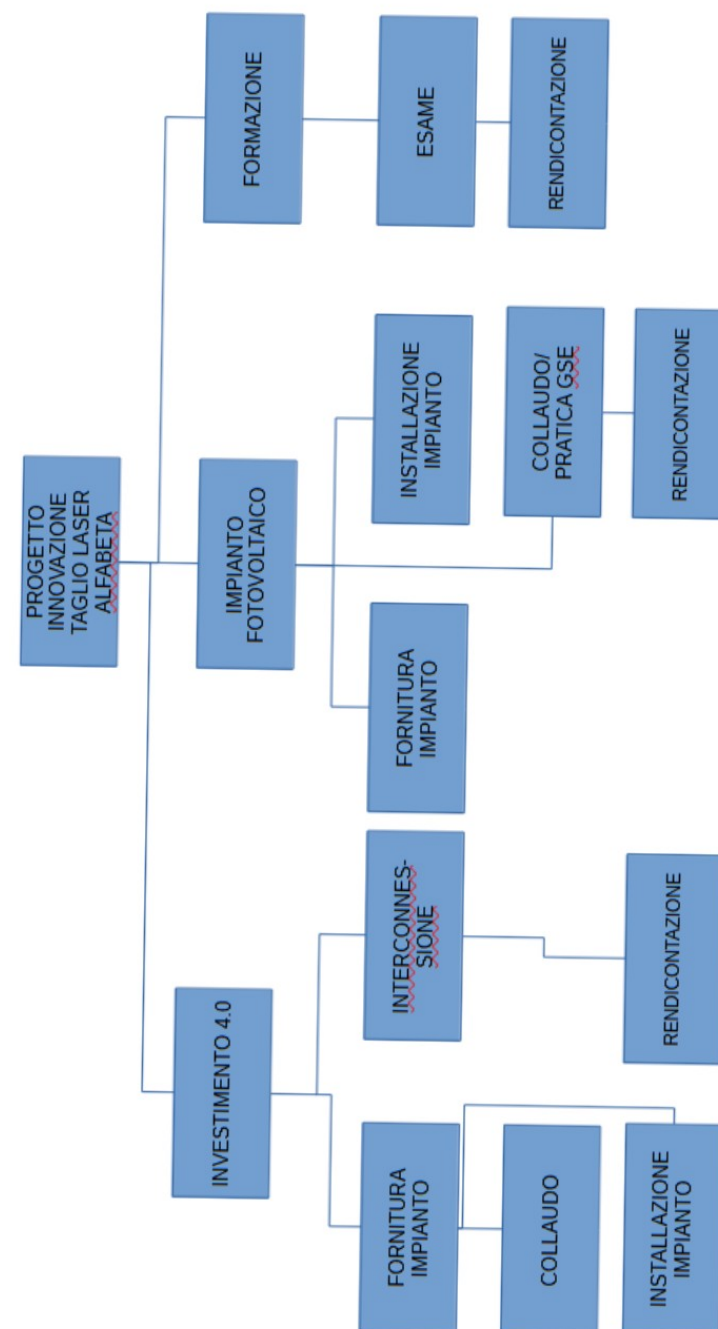 PROGETTO
INNOVAZIONE
TAGLIO LASER
ALFABETA
INVESTIMENTO 4.0
IMPIANTO
FOTOVOLTAICO
FORMAZIONE
FORNITURA
IMPIANTO
INTERCONNES-
SIONE
FORNITURA
IMPIANTO
INSTALLAZIONE
IMPIANTO
ESAME
COLLAUDO
COLLAUDO/
PRATICA GSE
RENDICONTAZIONE
INSTALLAZIONE
IMPIANTO
RENDICONTAZIONE
RENDICONTAZIONE